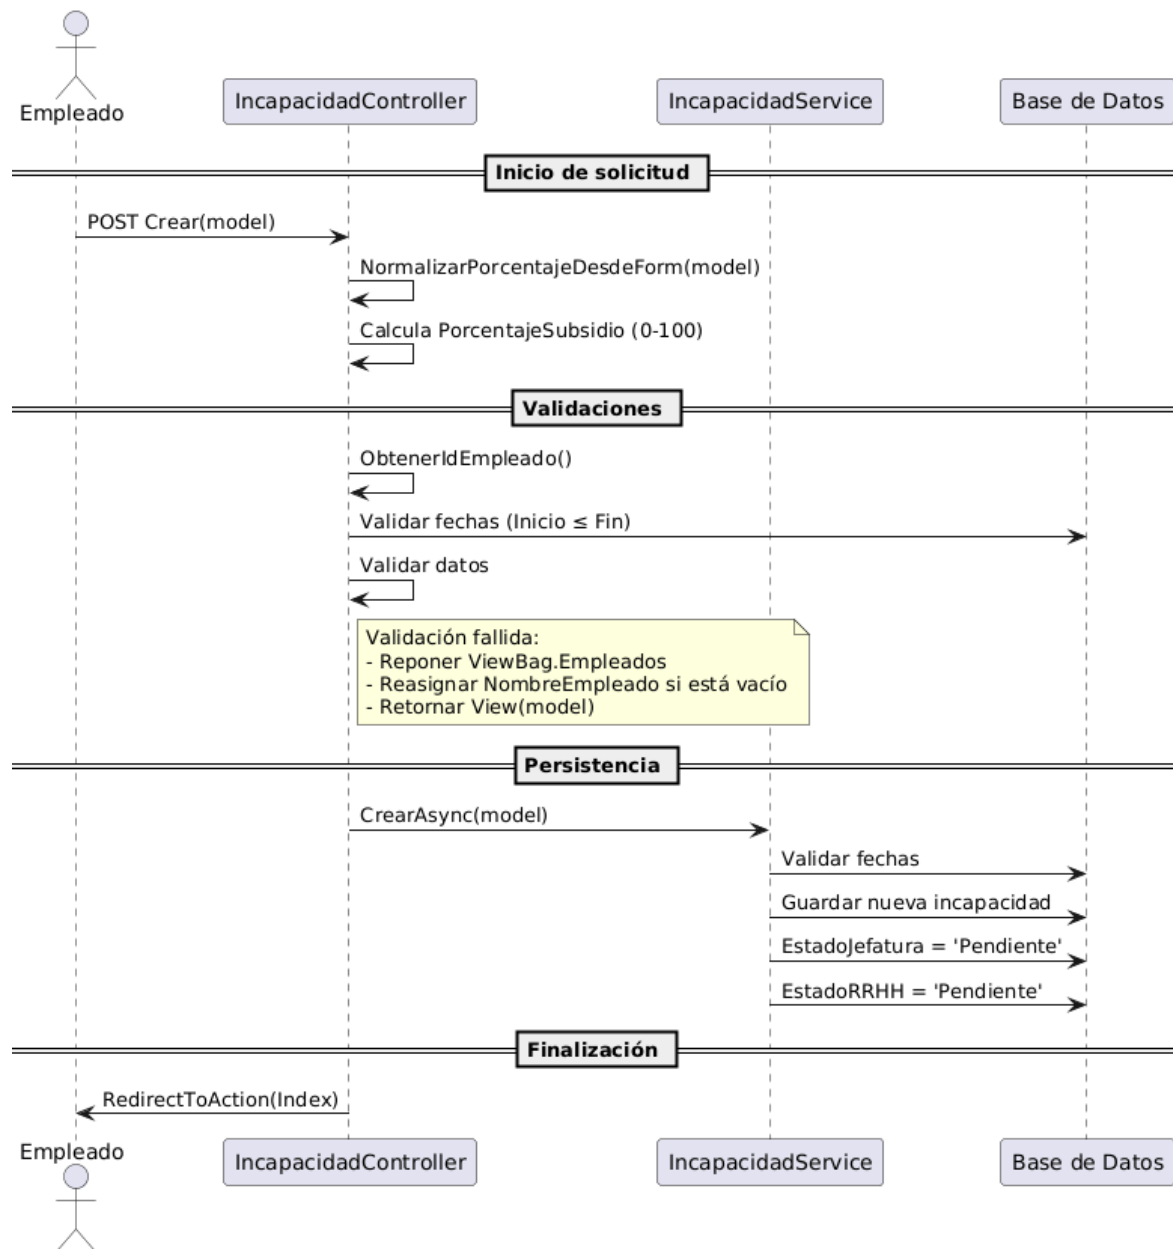 Empleado
IncapacidadController
IncapacidadService
Base de Datos
Inicio de solicitud
POST Crear(model)
NormalizarPorcentajeDesdeForm(model)
Calcula PorcentajeSubsidio (0-100)
Validaciones
ObtenerIdEmpleado()
Validar fechas (Inicio ≤ Fin)
Validar datos
Validación fallida:
- Reponer ViewBag.Empleados
- Reasignar NombreEmpleado si está vacío
- Retornar View(model)
Persistencia
CrearAsync(model)
Validar fechas
Guardar nueva incapacidad
EstadoJefatura = 'Pendiente'
EstadoRRHH = 'Pendiente'
Finalización
RedirectToAction(Index)
Empleado
IncapacidadController
IncapacidadService
Base de Datos